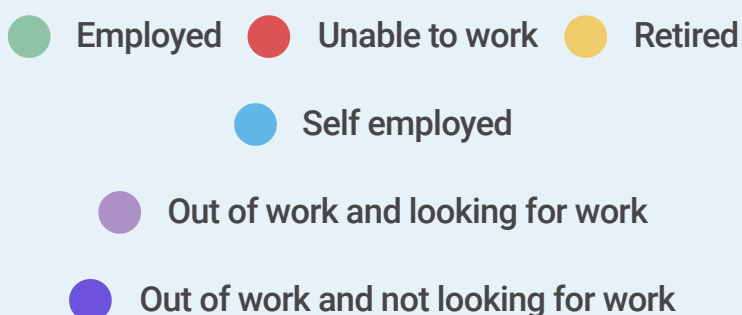 Employed Unable to work Retired
Self employed
Out of work and looking for work
Out of work and not looking for work